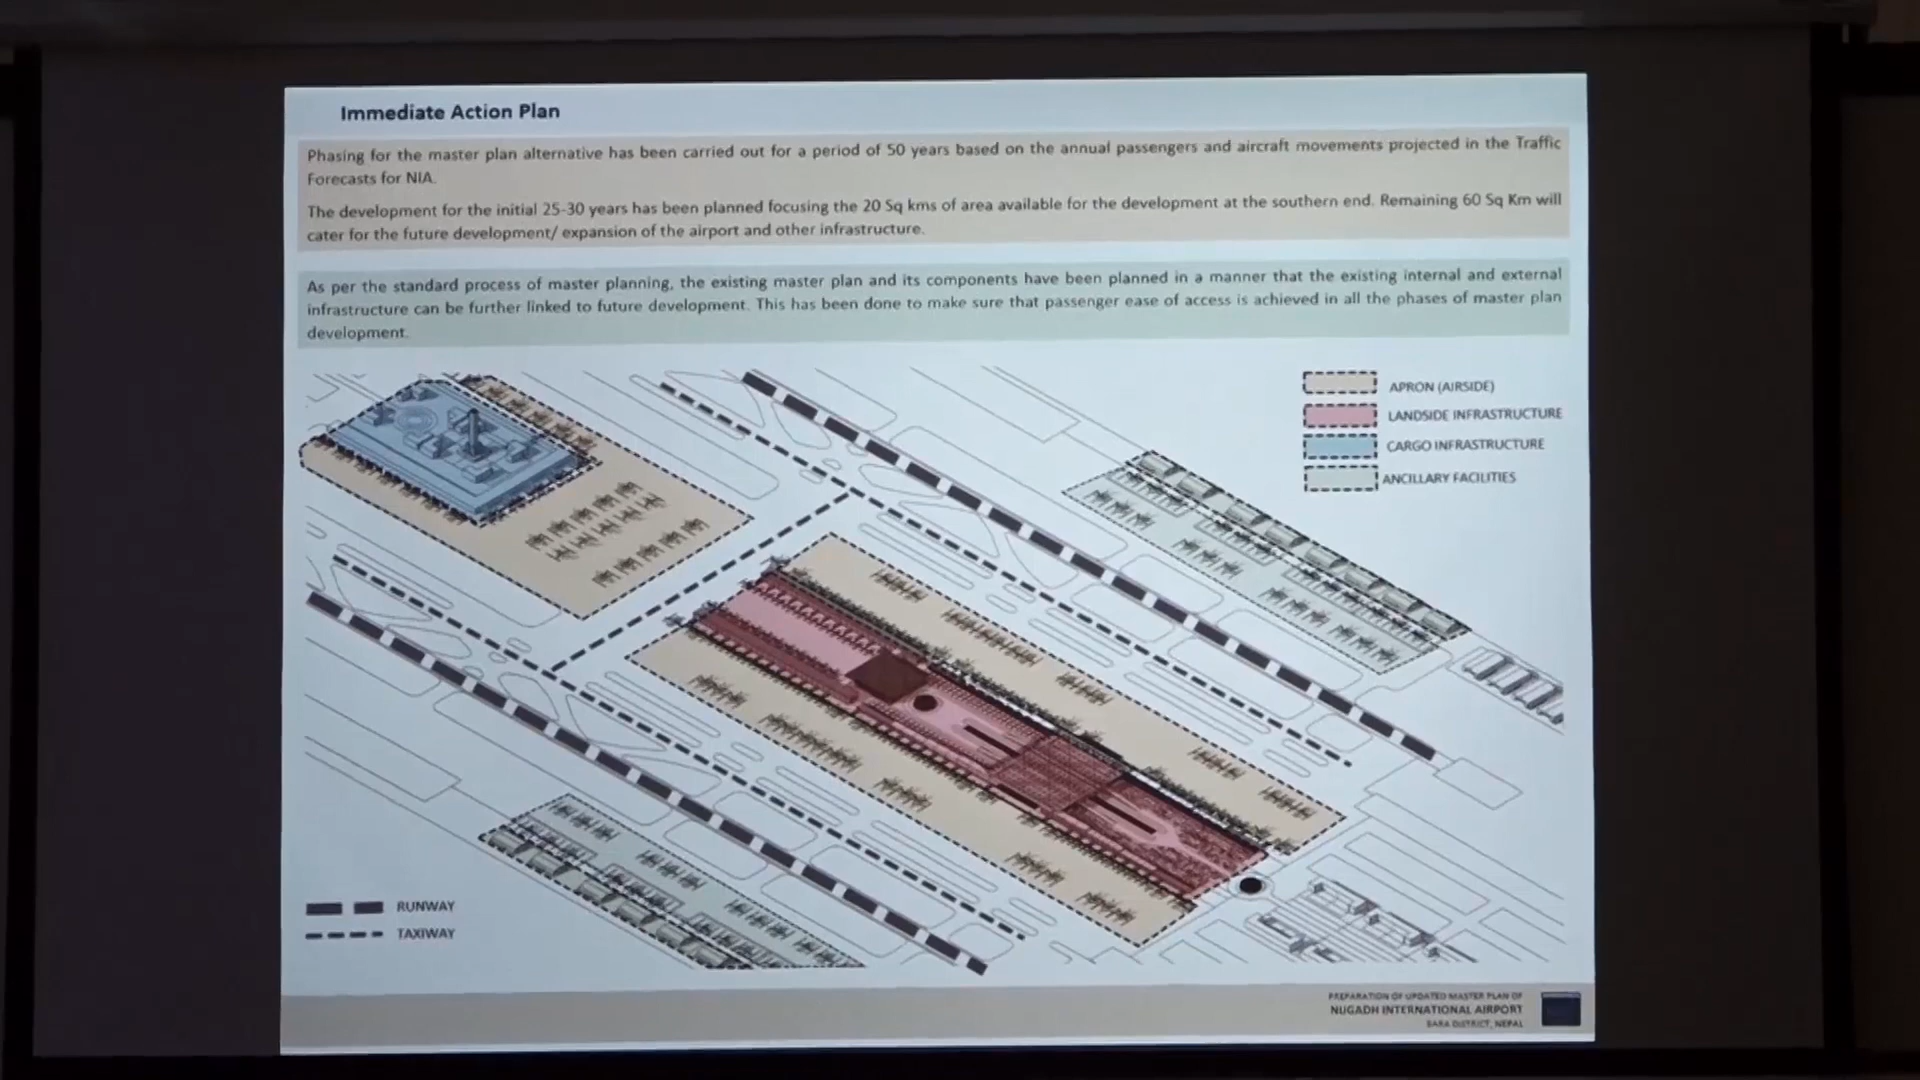 Immediate Action Plan
Phasing for the master plan alternative has been carried out for a period of 50 years based on the annual passengers and aircraft movements projected in the Traffic
Forecasts for NIA.
The development for the initial 25-30 years has been planned focusing the 20 Sq kms of area available for the development at the southern end. Remaining 60 Sq Km will
cater for the future development/ expansion of the airport and other infrastructure.
As per the standard process of master planning, the existing master plan and its components have been planned in a manner that the existing internal and external
infrastructure can be further linked to future development. This has been done to make sure that passenger ease of access is achieved in all the phases of master plan
development.
APRON (AIRSIDE)
LANDSIDE INFRASTRUCTURE
CARGO INFRASTRUCTURE
ANCILLARY FACILITIES
RUNWAY
TAXIWAY
PREPARATION OF UPDATED MASTER PLAN OF
NIJGADH INTERNATIONAL AIRPORT
BARA DISTRICT, NEPAL